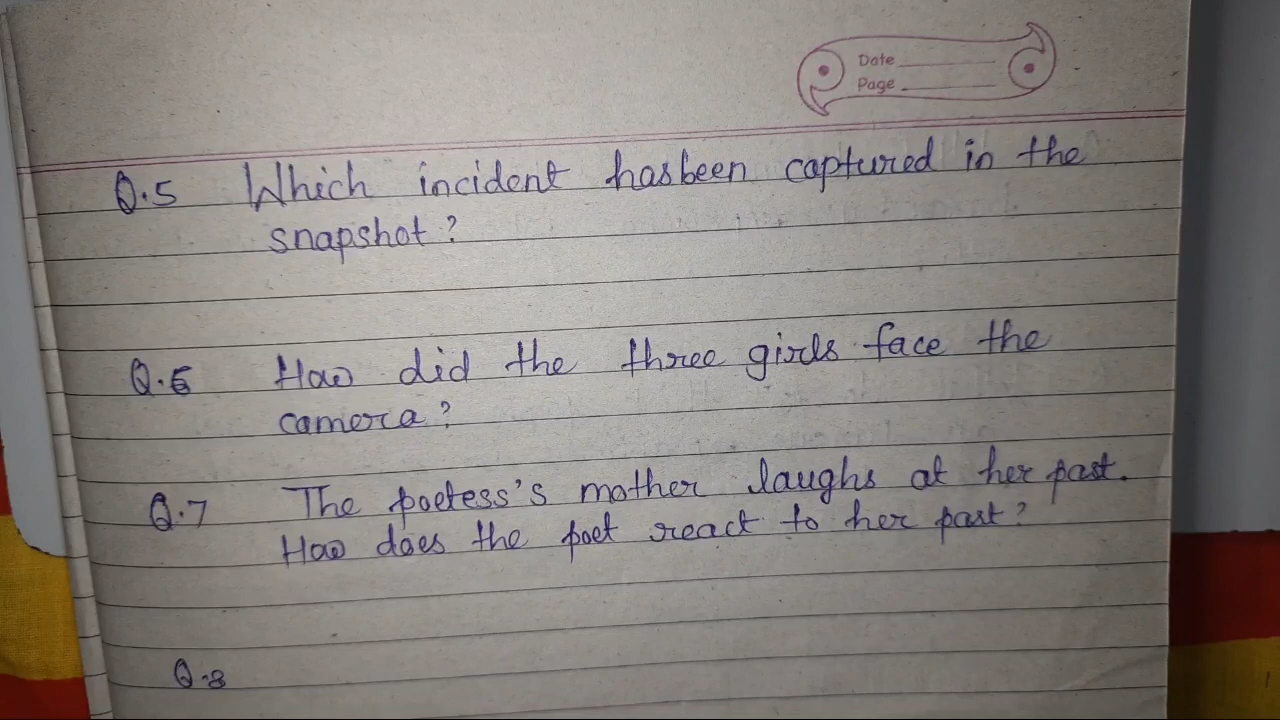 Date
Page
Q.5 Which incident hasbeen captured in the
snapshot?
Q.6 How did the three girls face the
camera?
Q.7 The poetess's mother laughs at her past.
How does the poet react to her past?
Q.8